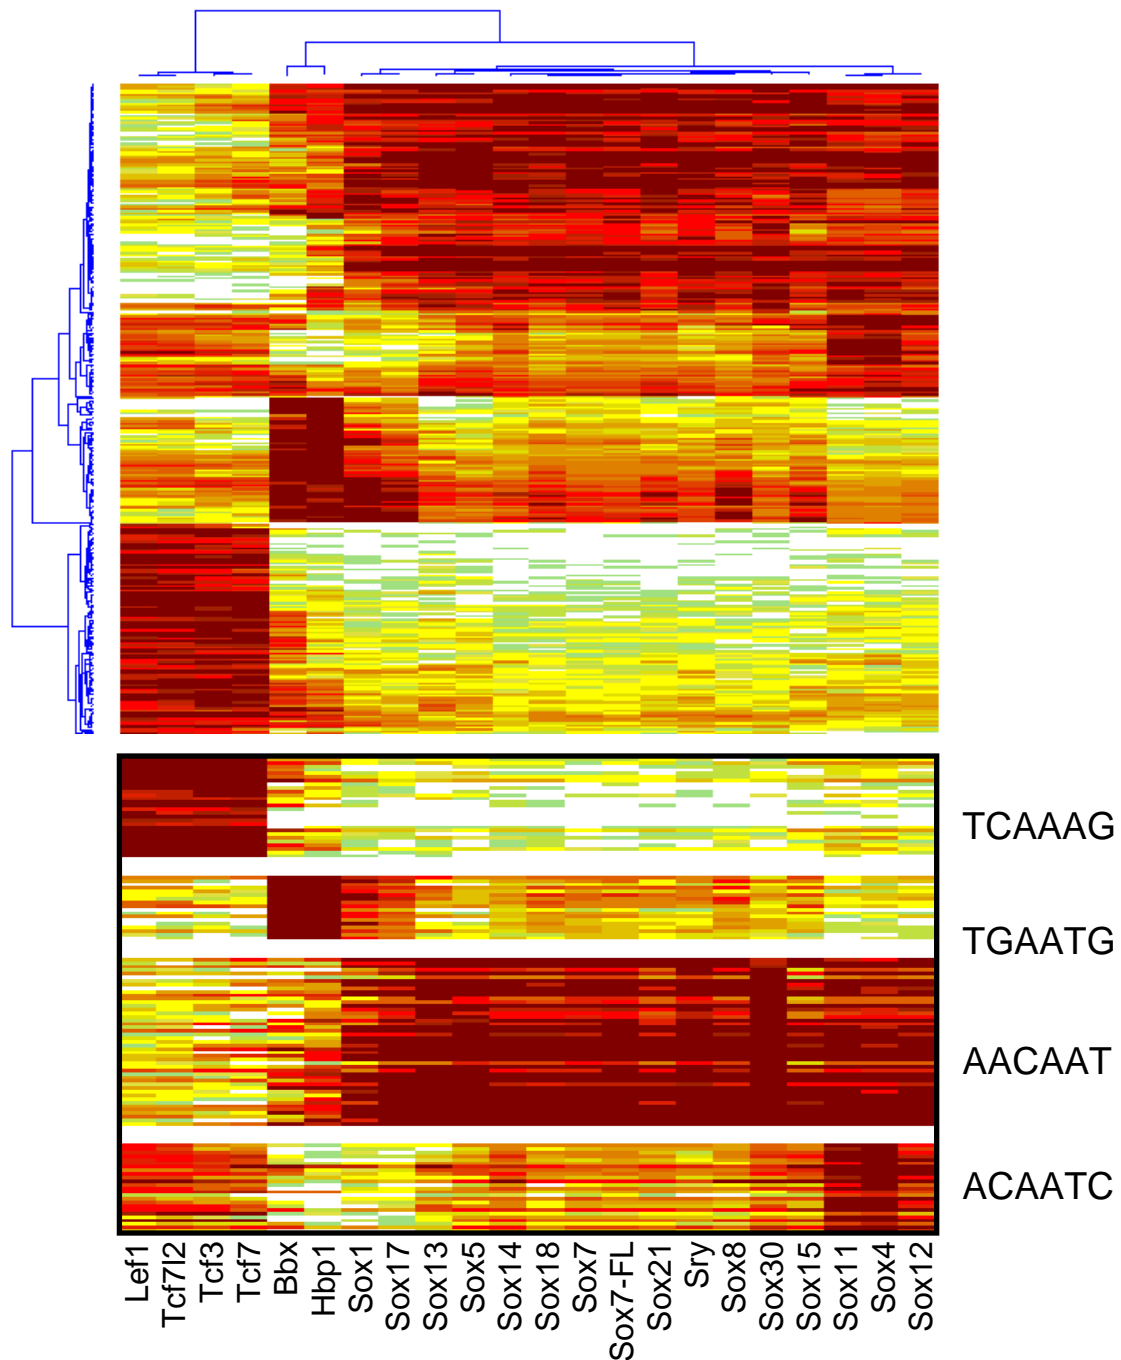 TCAAAG
TGAATG
AACAAT
ACAATC
Lef1
Tcf7l2
Tcf3
Tcf7
Bbx
Hbp1
Sox1
Sox17
Sox13
Sox5
Sox14
Sox18
Sox7
Sox7-FL
Sox21
Sry
Sox8
Sox30
Sox15
Sox11
Sox4
Sox12